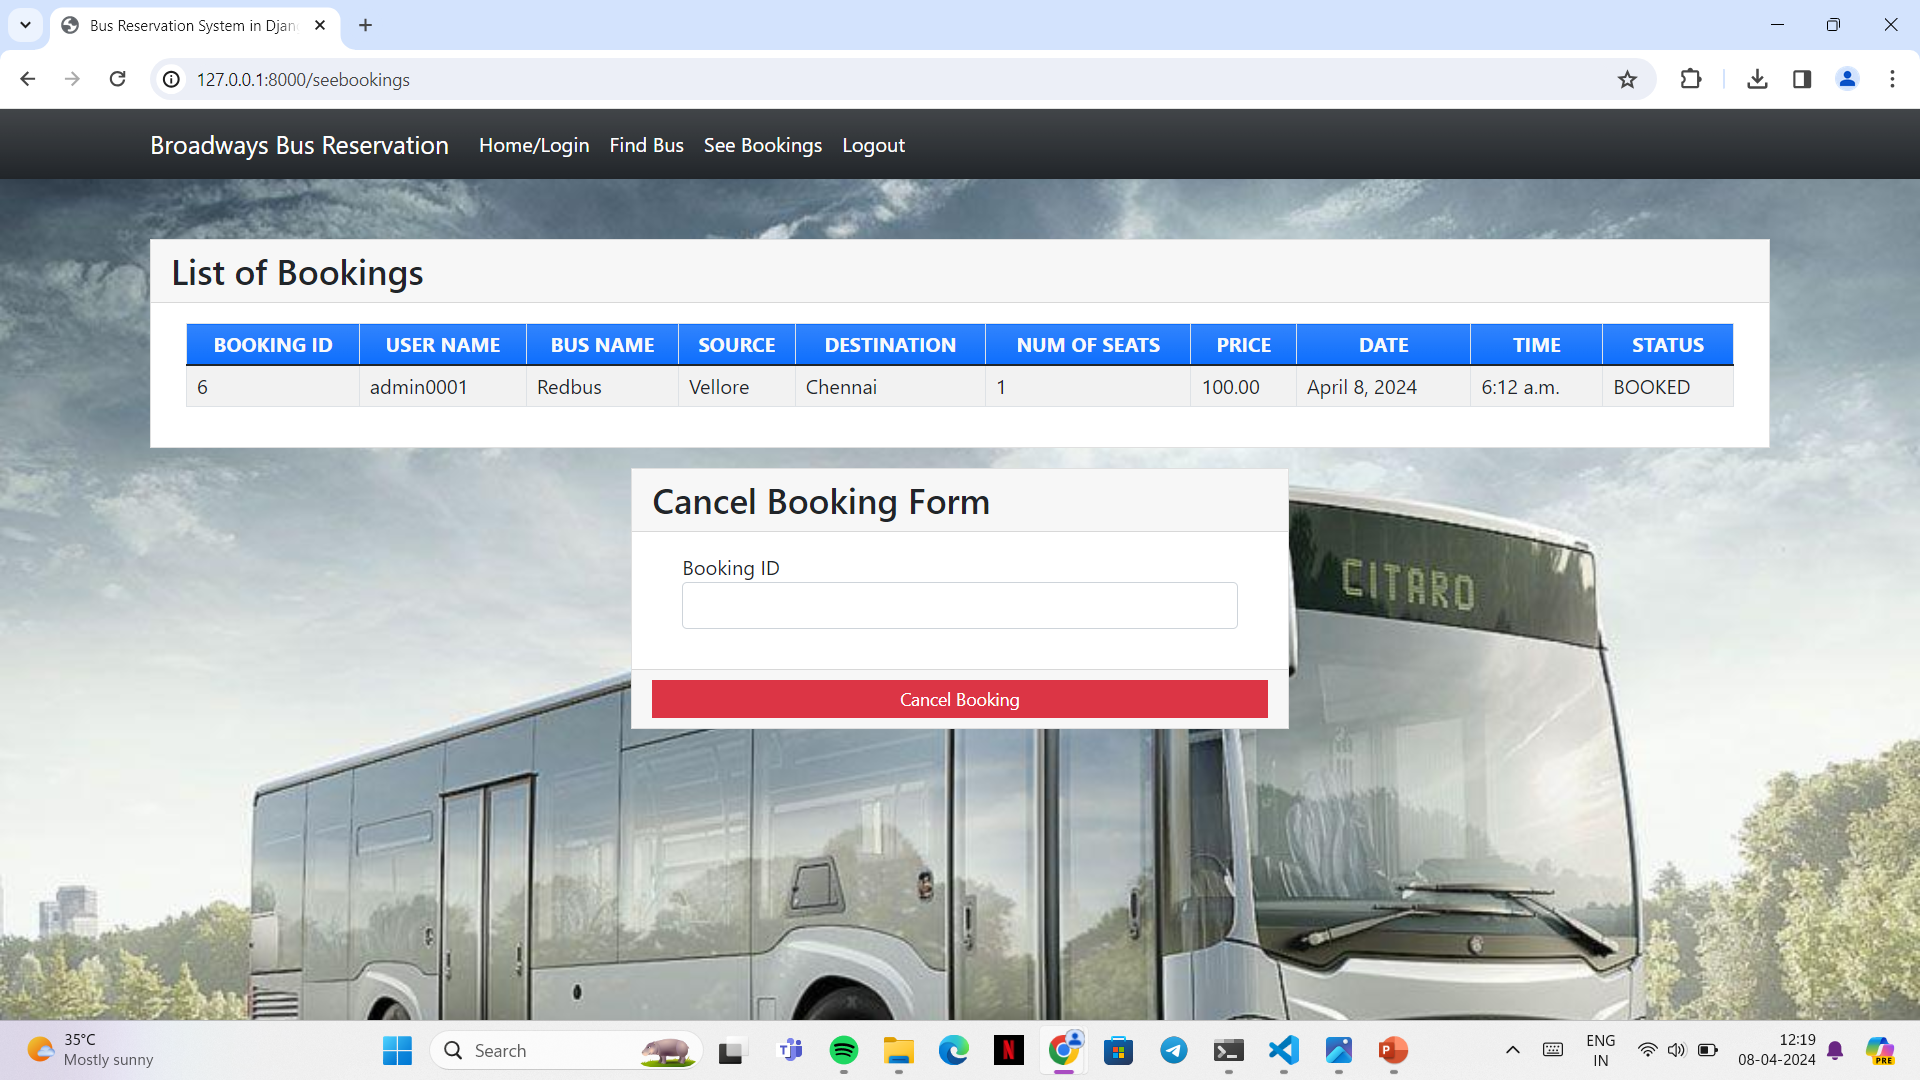 Bus Reservation System in Djan
127.0.0.1:8000/seebookings
Broadways Bus Reservation Home/Login Find Bus See Bookings Logout
List of Bookings
BOOKING ID USER NAME BUS NAME SOURCE DESTINATION NUM OF SEATS PRICE DATE TIME STATUS
6 admin0001 Redbus Vellore Chennai 1 100.00 April 8, 2024 6:12 a.m. BOOKED
Cancel Booking Form
Booking ID
Cancel Booking
CITARO
35°C
Mostly sunny
Search
N
P
ENG
IN
12:19
08-04-2024
PRE